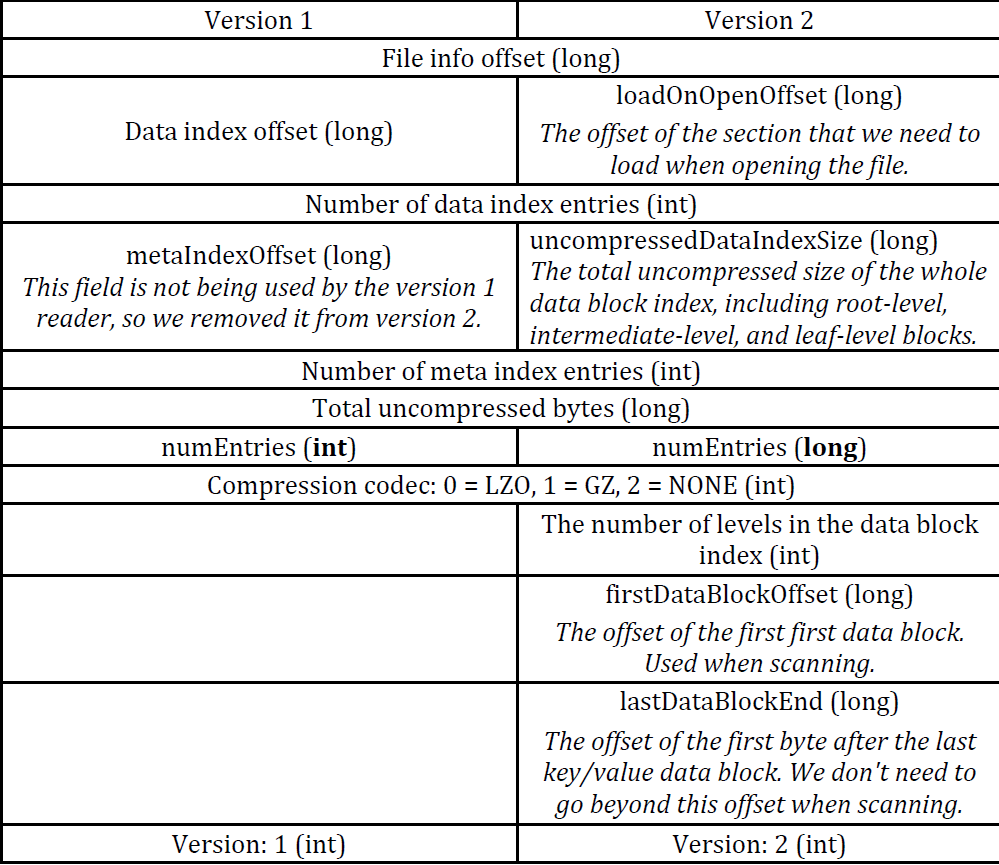 Version 1
Version 2
File info offset (long)
Data index offset (long)
loadOnOpenOffset (long)
The offset of the section that we need to
load when opening the file.
Number of data index entries (int)
metaIndexOffset (long)
This field is not being used by the version 1
reader, so we removed it from version 2.
uncompressedDataIndexSize (long)
The total uncompressed size of the whole
data block index, including root-level,
intermediate-level, and leaf-level blocks.
Number of meta index entries (int)
Total uncompressed bytes (long)
numEntries (int)
numEntries (long)
Compression codec: 0 = LZO, 1 = GZ, 2 = NONE (int)
The number of levels in the data block
index (int)
firstDataBlockOffset (long)
The offset of the first first data block.
Used when scanning.
lastDataBlockEnd (long)
The offset of the first byte after the last
key/value data block. We don't need to
go beyond this offset when scanning.
Version: 1 (int)
Version: 2 (int)